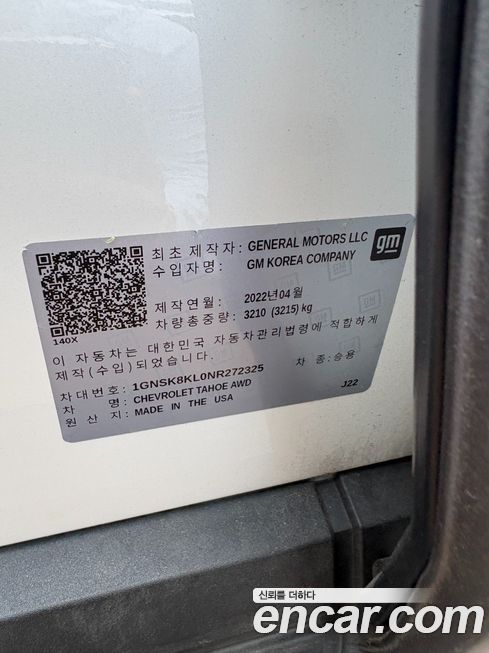 최초 제작자: GENERAL MOTORS LLC
수입자명: GM KOREA COMPANY
gm
제작연월: 2022년04월
차량총중량: 3210 (3215) kg
140X
이 자동차는 대한민국 자동차관리법령에 적합하게
제작(수입)되었습니다.
차대번호: 1GNSK8KL0NR272325
차종: 승용
차 명: CHEVROLET TAHOE AWD
원산지: MADE IN THE USA
J22
신뢰를 더하다
encar.com